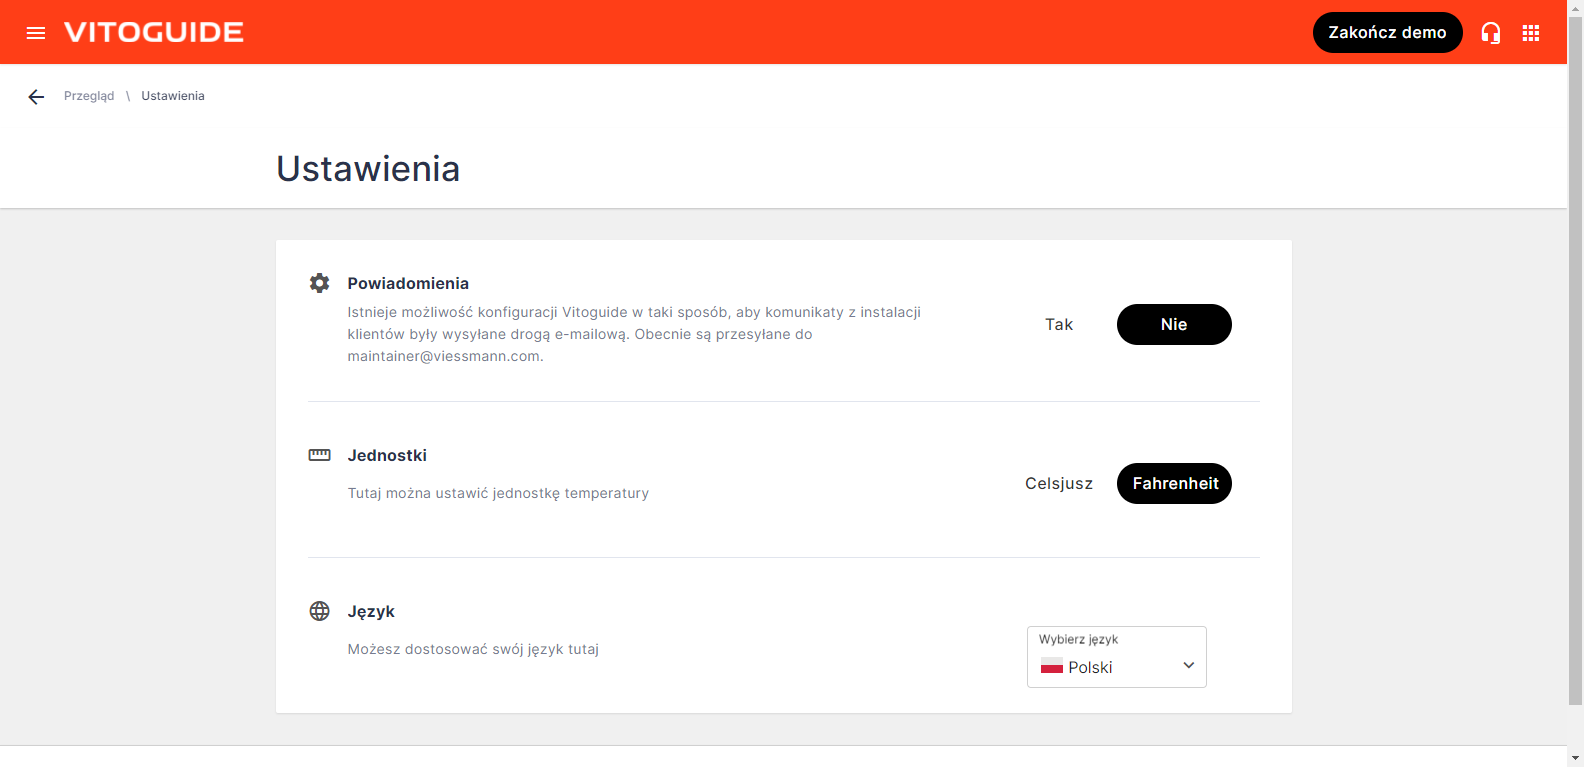 VITOGUIDE
Zakończ demo
Przegląd \ Ustawienia
Ustawienia
Powiadomienia
Istnieje możliwość konfiguracji Vitoguide w taki sposób, aby komunikaty z instalacji
klientów były wysyłane drogą e-mailową. Obecnie są przesyłane do
maintainer@viessmann.com.
Tak
Nie
Jednostki
Tutaj można ustawić jednostkę temperatury
Celsjusz
Fahrenheit
Język
Możesz dostosować swój język tutaj
Wybierz język
Polski